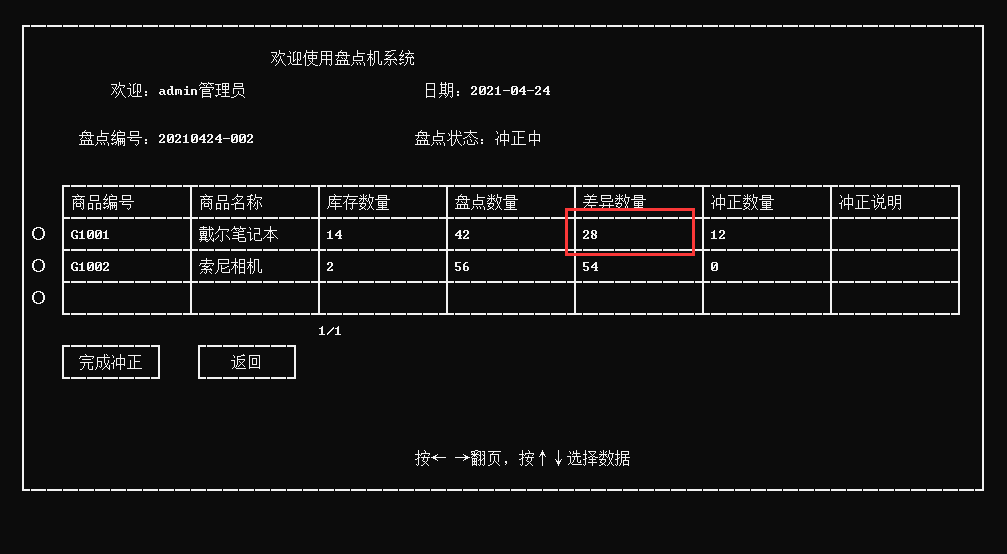 欢迎使用盘点机系统
欢迎：admin管理员 日期：2021-04-24
盘点编号：20210424-002 盘点状态：冲正中
商品编号 商品名称 库存数量 盘点数量 差异数量 冲正数量 冲正说明
G1001 戴尔笔记本 14 42 28 12
G1002 索尼相机 2 56 54 0
1/1
完成冲正 返回
按← →翻页，按↑↓选择数据